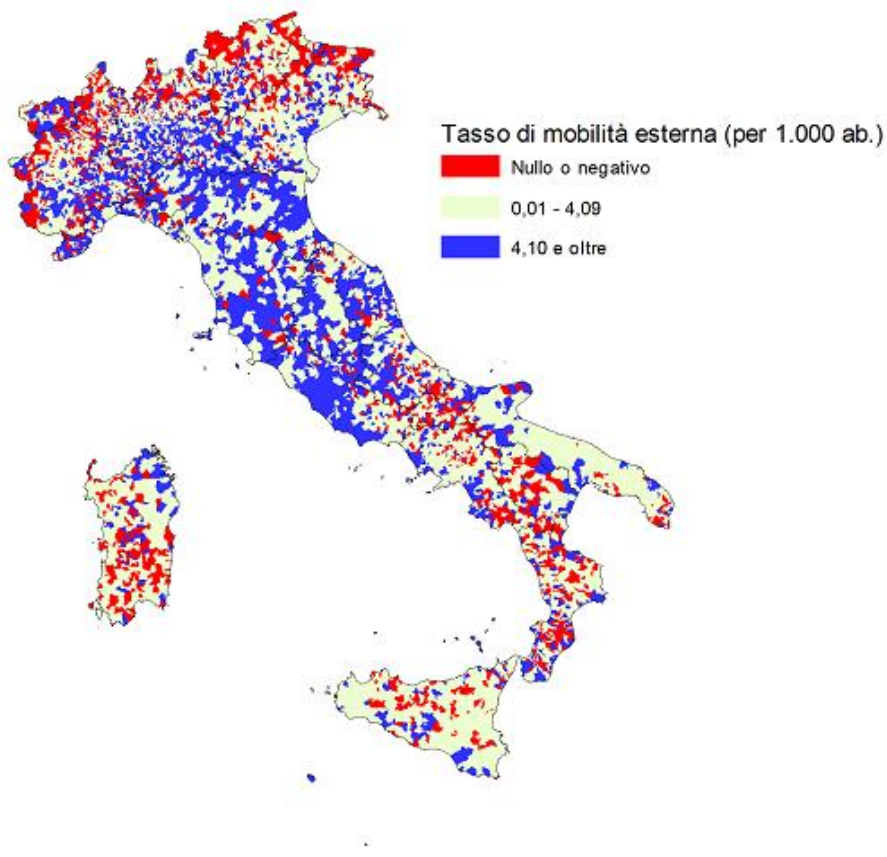 Tasso di mobilità esterna (per 1.000 ab.)
Nullo o negativo
0,01 - 4,09
4,10 e oltre